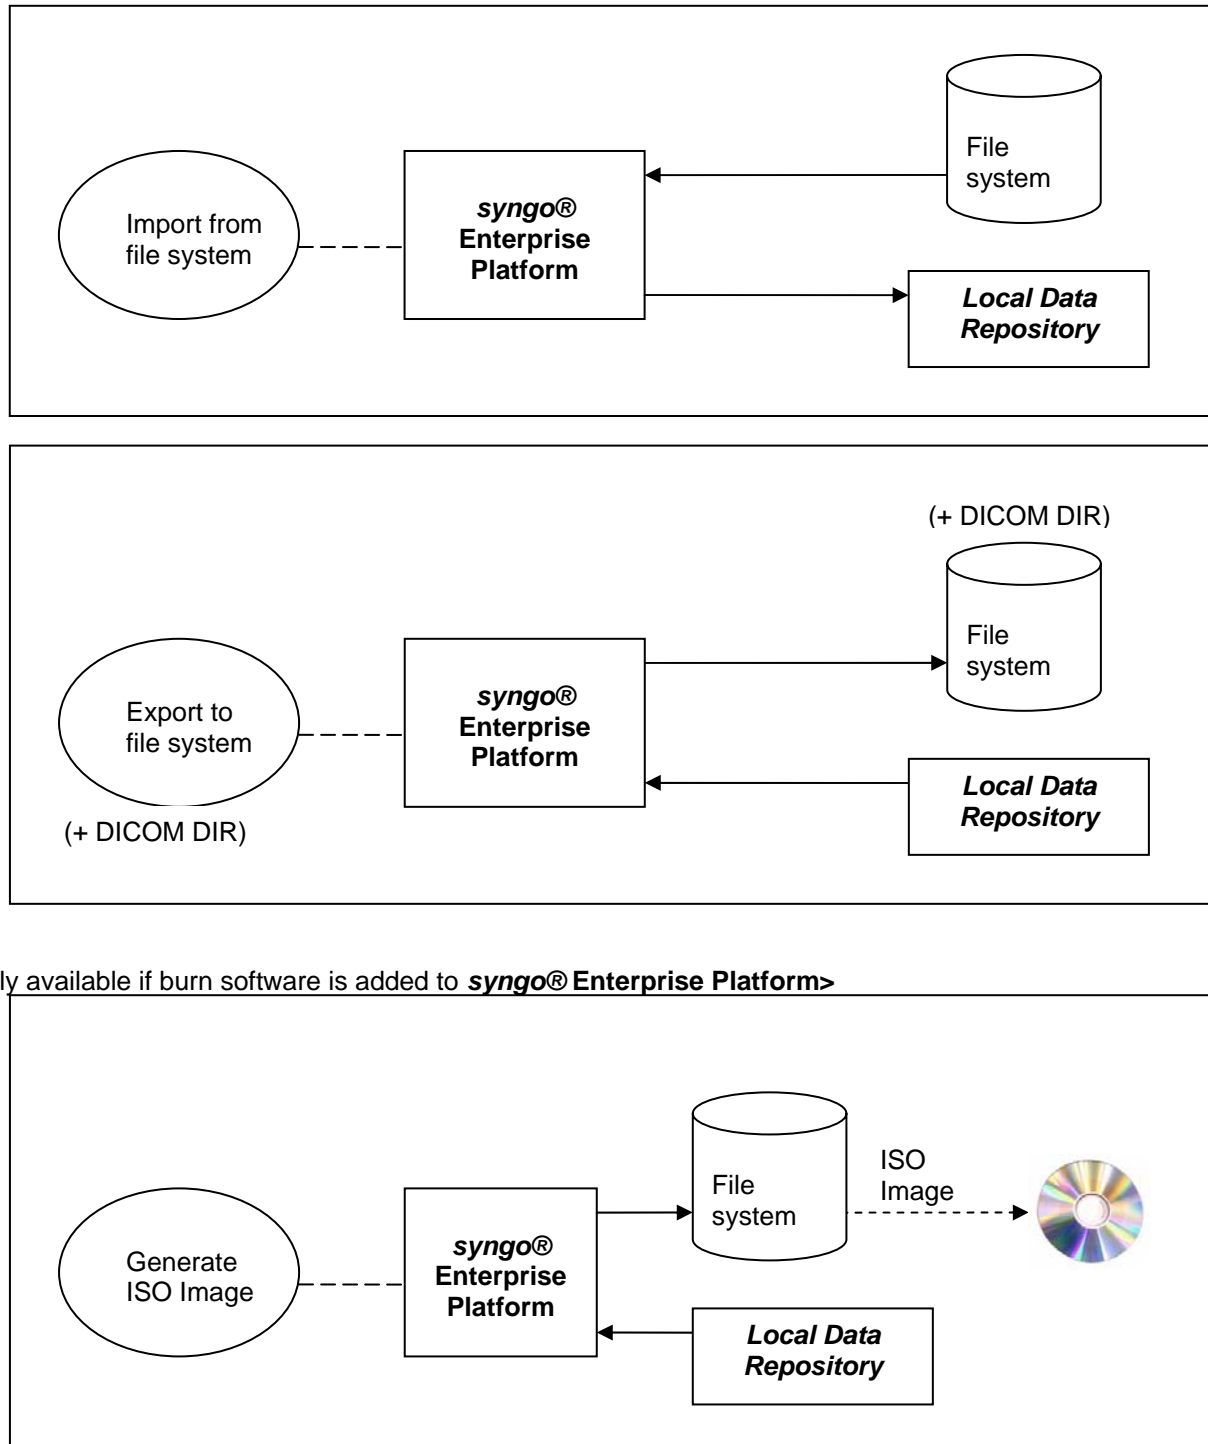 File
system
Import from
file system
syngo®
Enterprise
Platform
Local Data
Repository
(+ DICOM DIR)
File
system
Export to
file system
syngo®
Enterprise
Platform
Local Data
Repository
(+ DICOM DIR)
available if burn software is added to syngo® Enterprise Platform>
ISO
Image
File
system
Generate
ISO Image
syngo®
Enterprise
Platform
Local Data
Repository